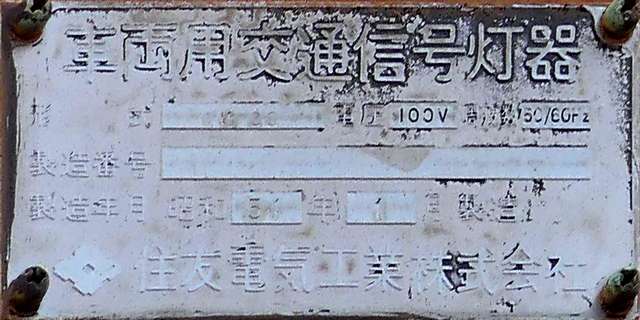 車両用交通信号灯器
形式 電圧 100V 周波数 50/60Hz
製造番号
製造年月 昭和 51 年 1 月 製造
住友電気工業株式会社